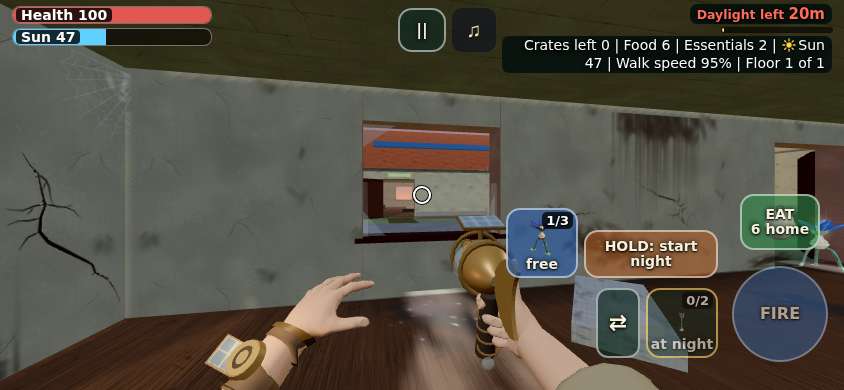 Health 100
Sun 47
Daylight left 20m
Crates left 0 | Food 6 | Essentials 2 | ☀Sun
47 | Walk speed 95% | Floor 1 of 1
1/3
free
HOLD: start
night
EAT
6 home
0/2
at night
FIRE